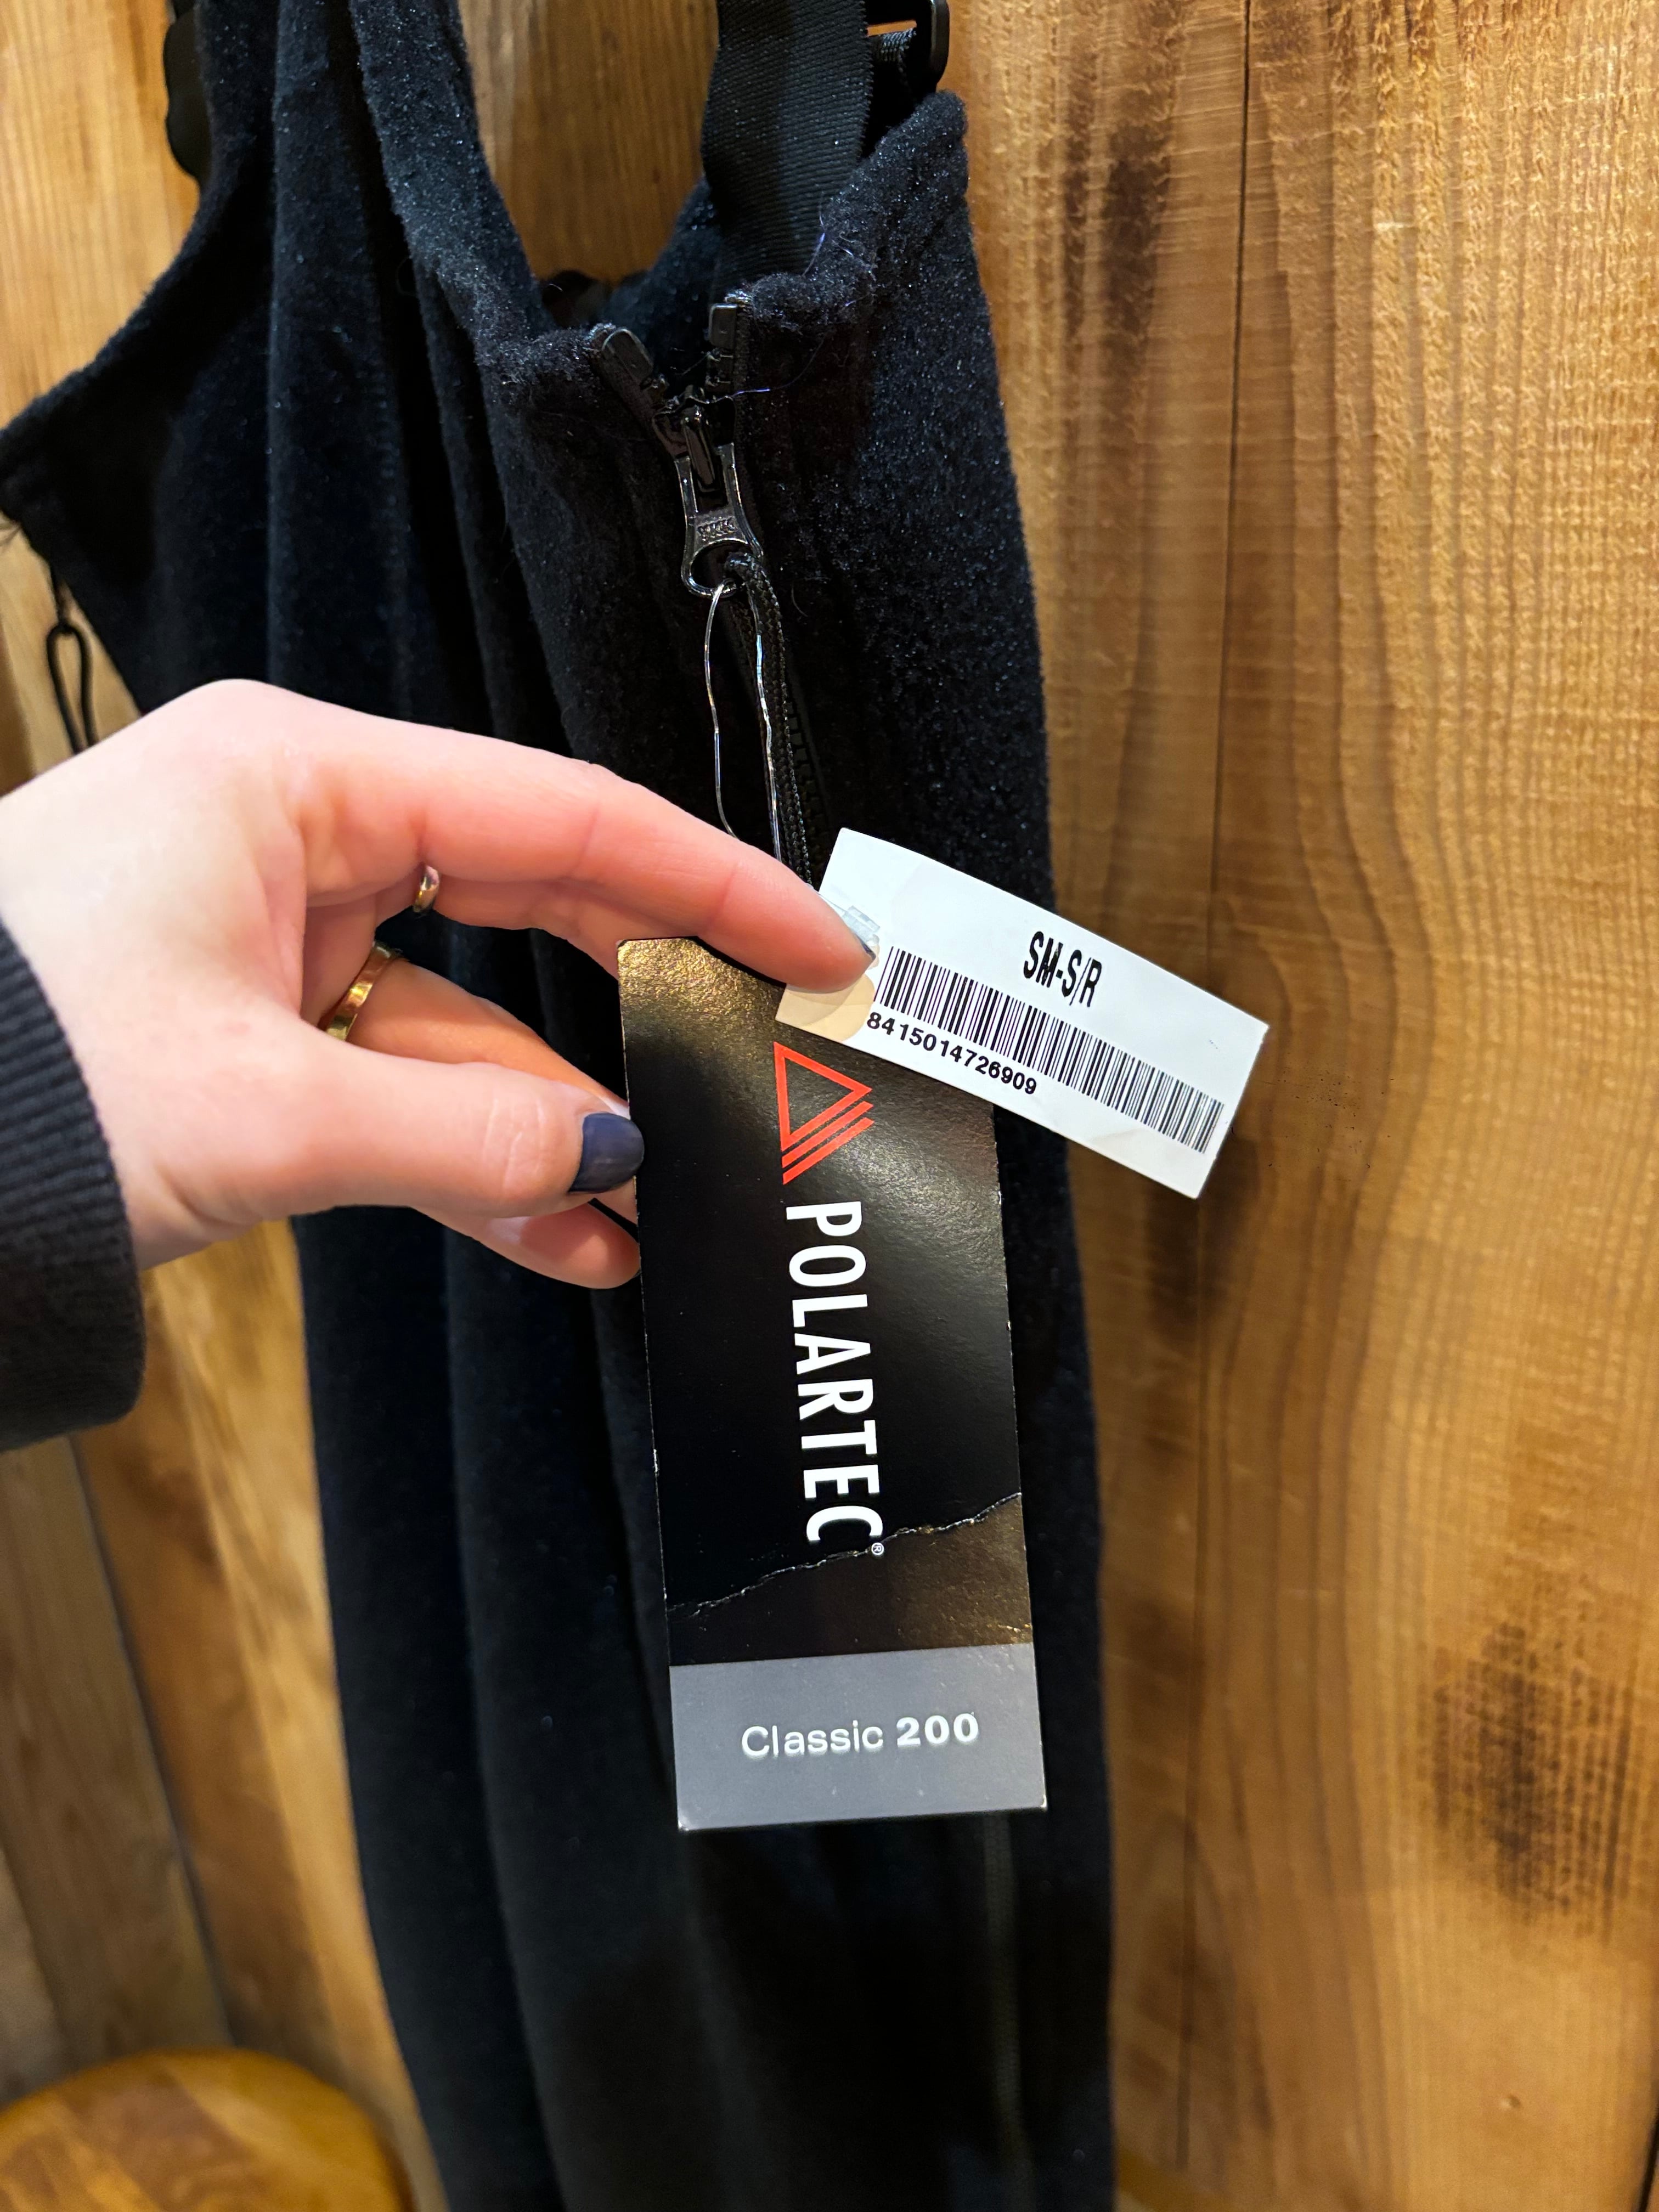 SM-S/R
8415014726909
POLARTEC®
Classic 200